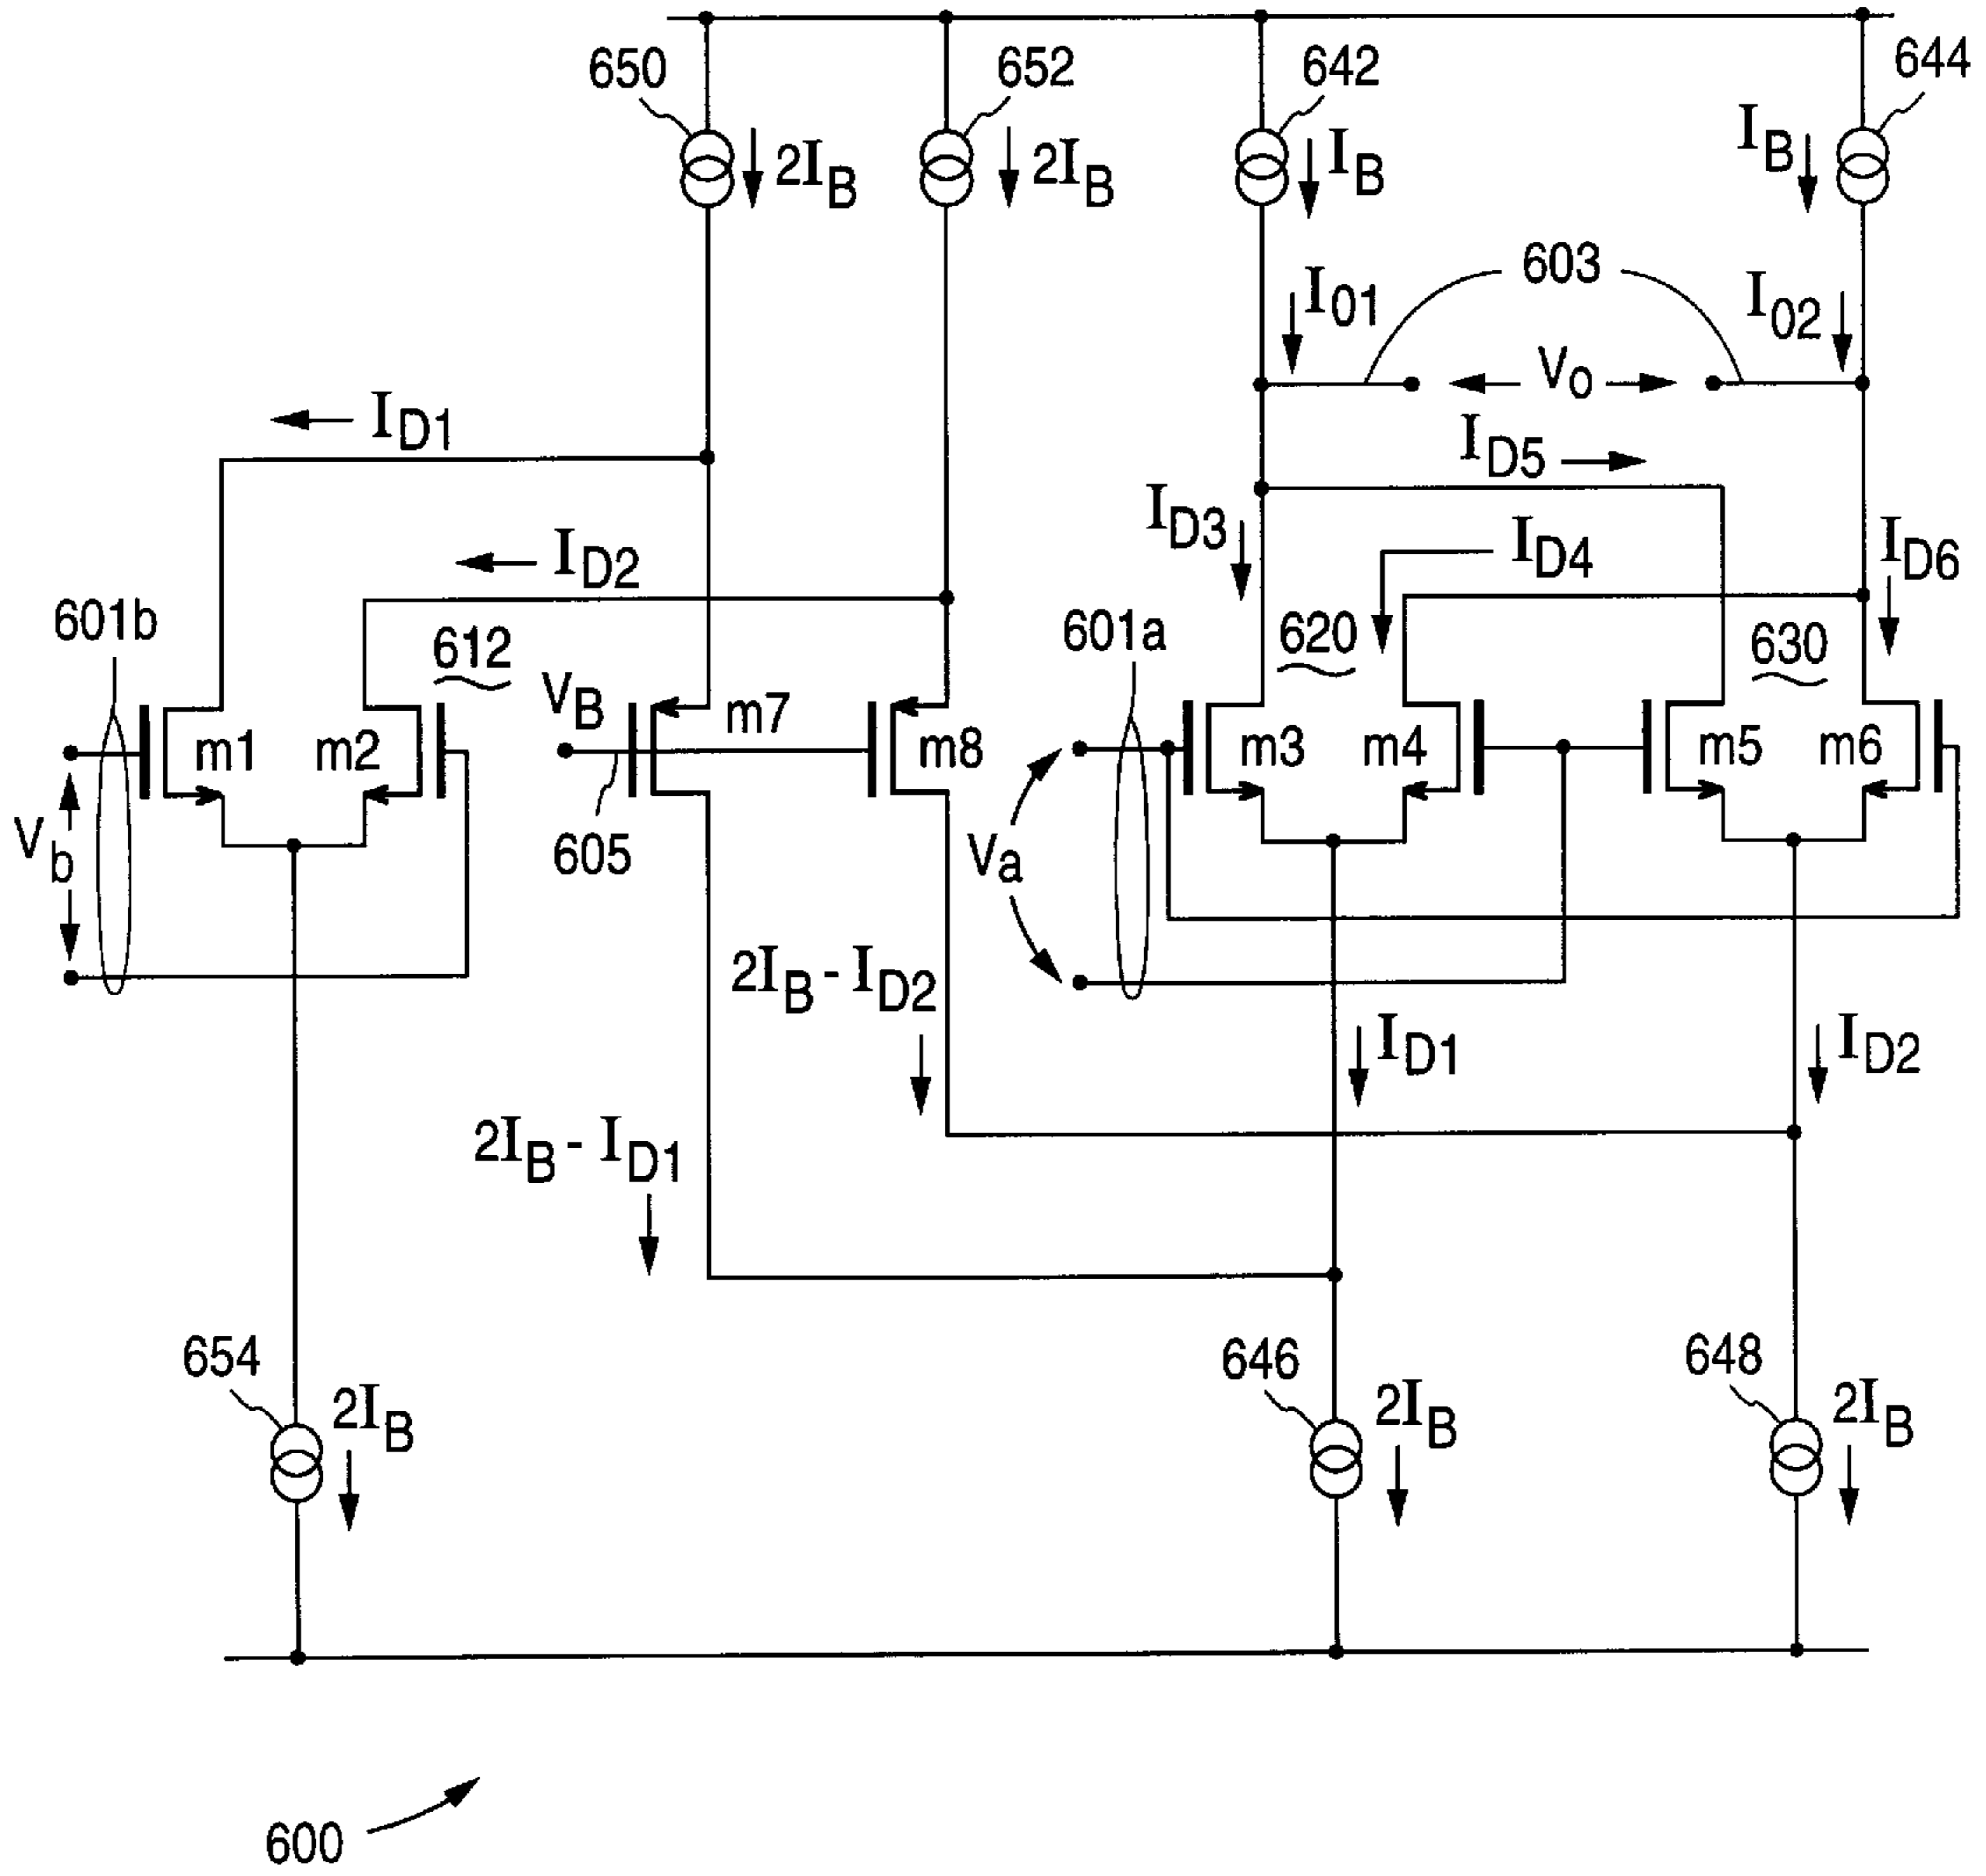 650
652
642
644
2I_B
2I_B
I_B
I_B
603
I_01
I_02
V_o
I_D1
I_D5
I_D3
I_D2
I_D4
I_D6
601b
612
601a
620
630
V_B
m7
m1
m2
m8
m3
m4
m5
m6
V_b
605
V_a
2I_B - I_D2
I_D1
I_D2
2I_B - I_D1
654
2I_B
646
2I_B
648
2I_B
600